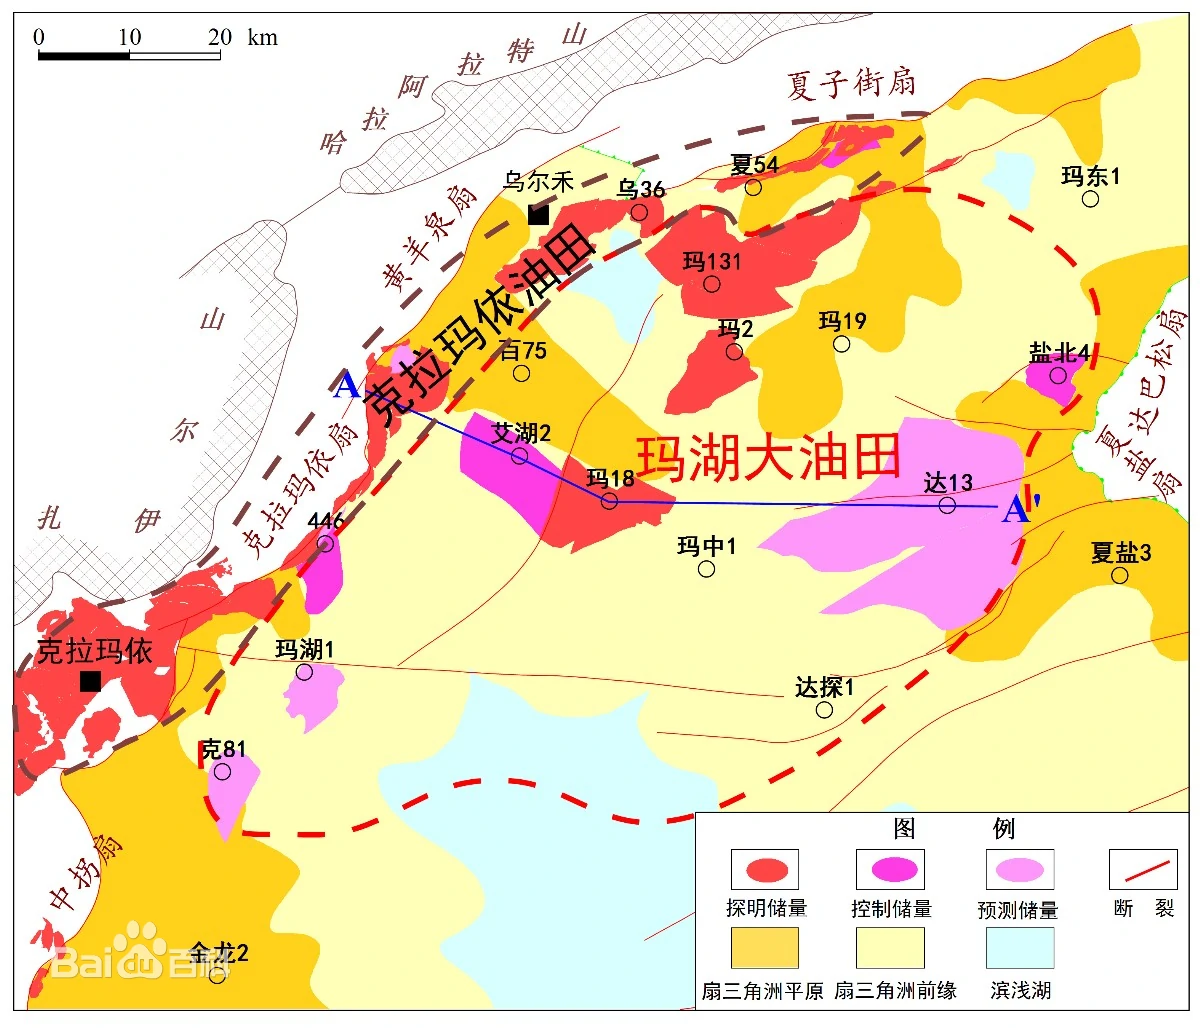 0 10 20 km
哈拉阿拉特山
夏子街扇
夏54
玛东1
乌尔禾
乌36
黄羊泉扇
玛131
克拉玛依油田
玛2
玛19
百75
盐北4
夏达巴松扇
盐扇
扎伊尔山
A
艾湖2
玛湖大油田
玛18
达13
A'
克拉玛依扇
446
玛中1
夏盐3
克拉玛依
玛湖1
达探1
克81
中拐扇
金龙2
Bai百科
图例
探明储量
控制储量
预测储量
断裂
扇三角洲平原
扇三角洲前缘
滨浅湖